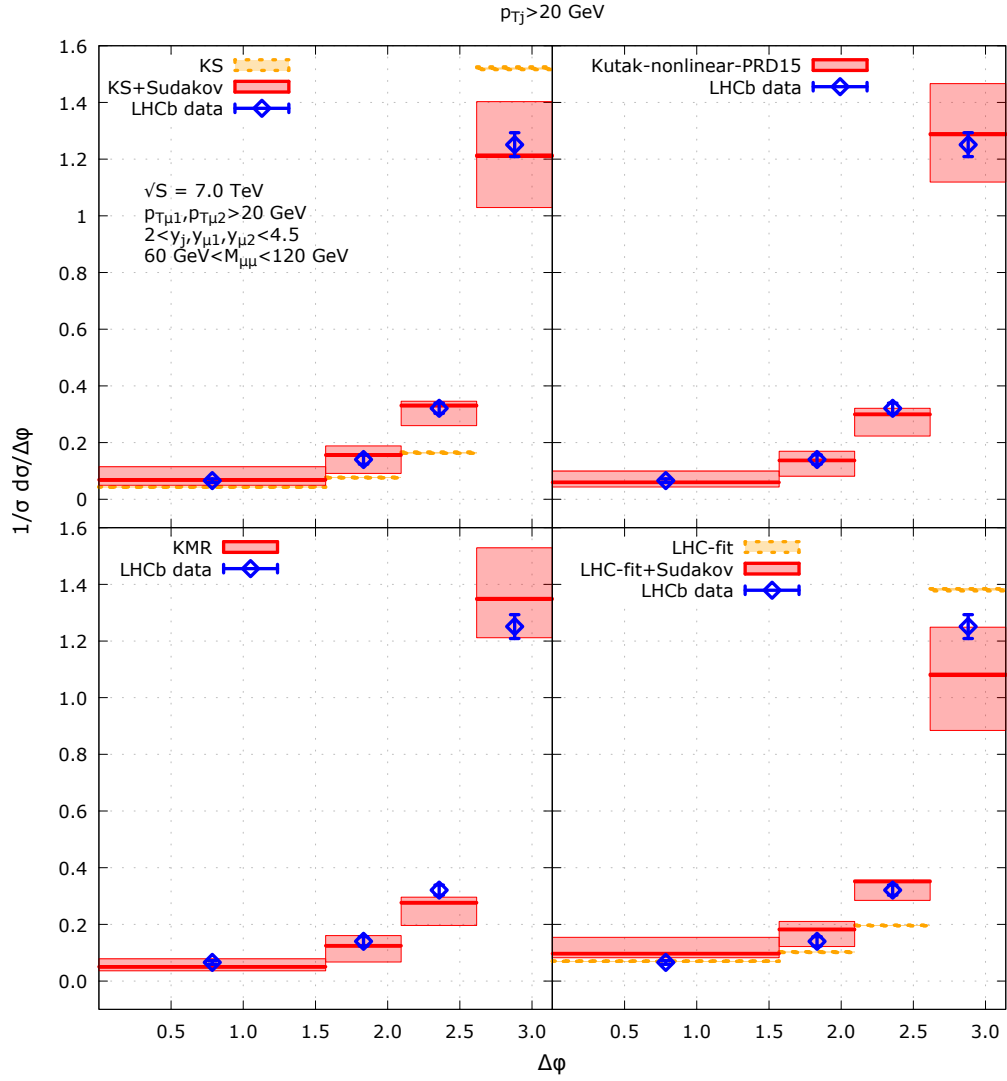 p_Tj>20 GeV
1/σ dσ/Δφ
1.6
1.4
1.2
1
0.8
0.6
0.4
0.2
0
KS
KS+Sudakov
LHCb data
√S = 7.0 TeV
p_Tμ1,p_Tμ2>20 GeV
2<y_j,y_μ1,y_μ2<4.5
60 GeV<M_μμ<120 GeV
Kutak-nonlinear-PRD15
LHCb data
1.6
1.4
1.2
1.0
0.8
0.6
0.4
0.2
0.0
KMR
LHCb data
LHC-fit
LHC-fit+Sudakov
LHCb data
0.5 1.0 1.5 2.0 2.5 3.0
0.5 1.0 1.5 2.0 2.5 3.0
Δφ